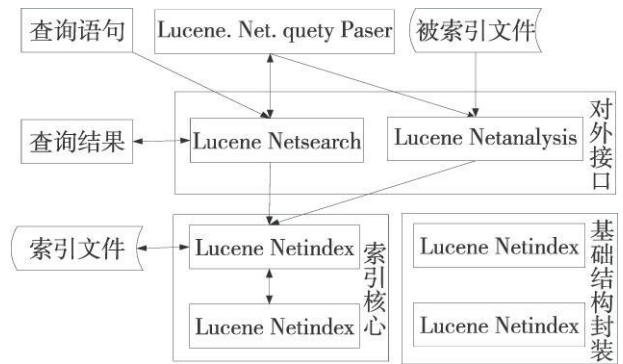 查询语句
Lucene. Net. quety Paser
被索引文件
查询结果
Lucene Netsearch
Lucene Netanalysis
对外接口
索引文件
Lucene Netindex
Lucene Netindex
索引核心
Lucene Netindex
Lucene Netindex
基础结构封装